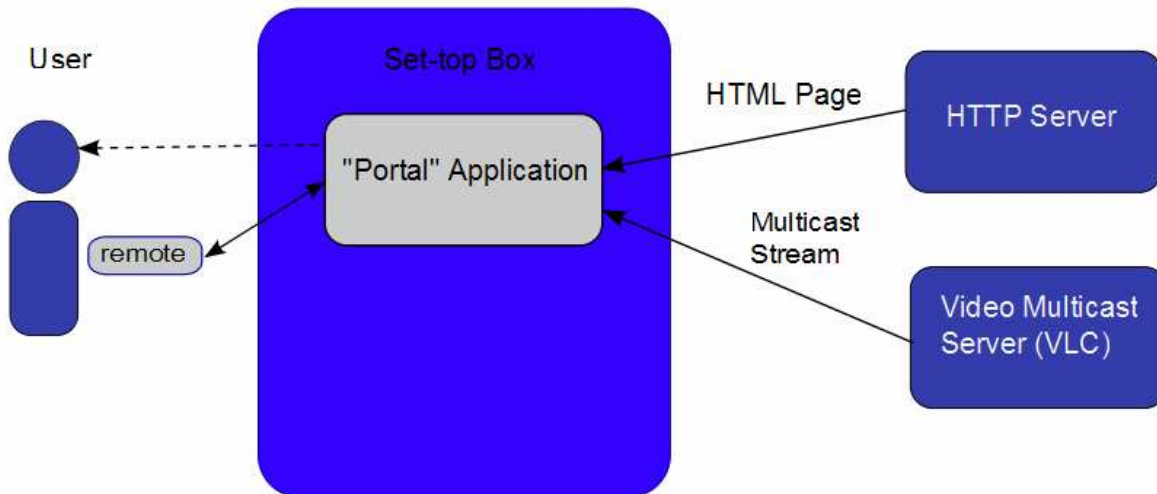 User
Set-top Box
HTML Page
HTTP Server
"Portal" Application
remote
Multicast
Stream
Video Multicast
Server (VLC)